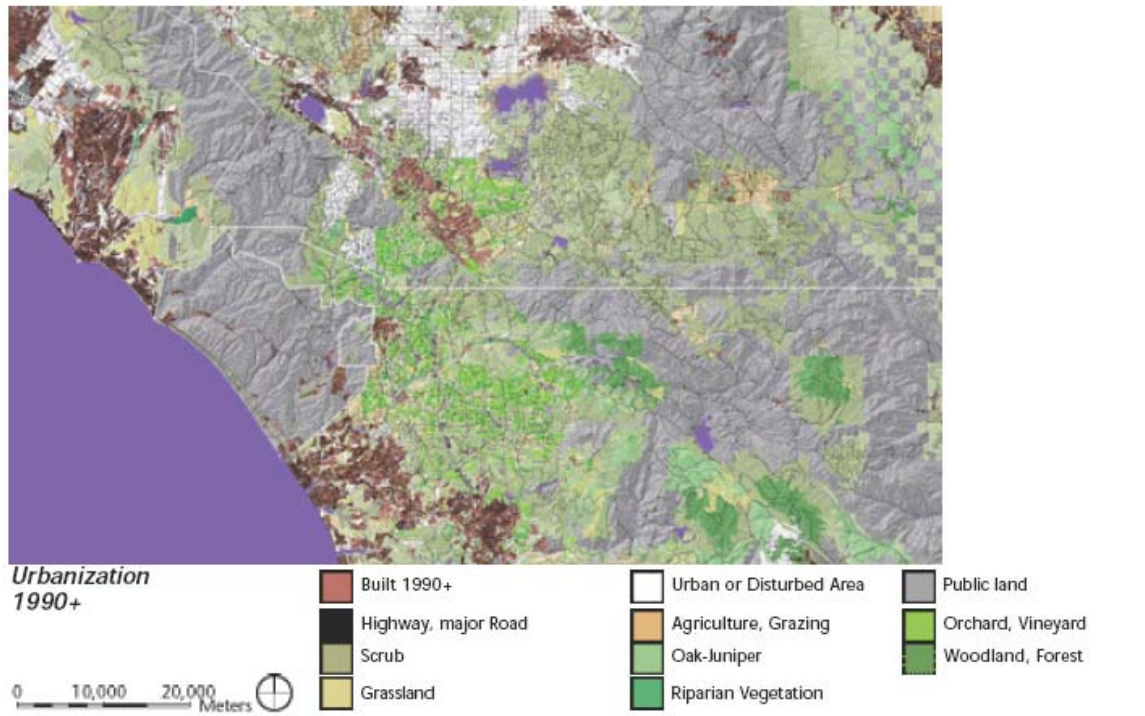 Urbanization
1990+
0 10,000 20,000
Meters
Built 1990+
Highway, major Road
Scrub
Grassland
Urban or Disturbed Area
Agriculture, Grazing
Oak-Juniper
Riparian Vegetation
Public land
Orchard, Vineyard
Woodland, Forest